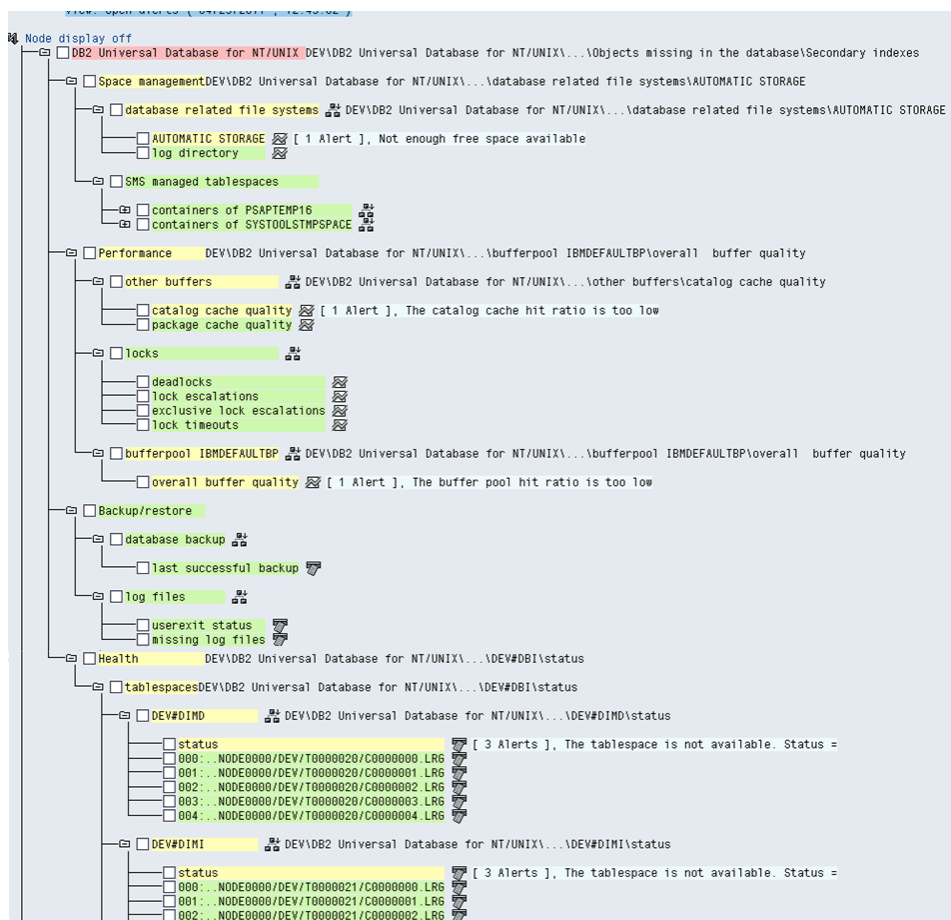 View: Open alerts ( 04/25/2011 , 12:49:02 )
Node display off
DB2 Universal Database for NT/UNIX DEV\DB2 Universal Database for NT/UNIX\...\Objects missing in the database\Secondary indexes
Space management DEV\DB2 Universal Database for NT/UNIX\...\database related file systems\AUTOMATIC STORAGE
database related file systems DEV\DB2 Universal Database for NT/UNIX\...\database related file systems\AUTOMATIC STORAGE
AUTOMATIC STORAGE [ 1 Alert ], Not enough free space available
log directory
SMS managed tablespaces
containers of PSAPTEMP16
containers of SYSTOOLSTMPSPACE
Performance DEV\DB2 Universal Database for NT/UNIX\...\bufferpool IBMDEFAULTBP\overall buffer quality
other buffers DEV\DB2 Universal Database for NT/UNIX\...\other buffers\catalog cache quality
catalog cache quality [ 1 Alert ], The catalog cache hit ratio is too low
package cache quality
locks
deadlocks
lock escalations
exclusive lock escalations
lock timeouts
bufferpool IBMDEFAULTBP DEV\DB2 Universal Database for NT/UNIX\...\bufferpool IBMDEFAULTBP\overall buffer quality
overall buffer quality [ 1 Alert ], The buffer pool hit ratio is too low
Backup/restore
database backup
last successful backup
log files
userexit status
missing log files
Health DEV\DB2 Universal Database for NT/UNIX\...\DEV#DBI\status
tablespaces DEV\DB2 Universal Database for NT/UNIX\...\DEV#DBI\status
DEV#DIMD DEV\DB2 Universal Database for NT/UNIX\...\DEV#DIMD\status
status [ 3 Alerts ], The tablespace is not available. Status =
000:..NODE0000/DEV/T0000020/C0000000.LRG
001:..NODE0000/DEV/T0000020/C0000001.LRG
002:..NODE0000/DEV/T0000020/C0000002.LRG
003:..NODE0000/DEV/T0000020/C0000003.LRG
004:..NODE0000/DEV/T0000020/C0000004.LRG
DEV#DIMI DEV\DB2 Universal Database for NT/UNIX\...\DEV#DIMI\status
status [ 3 Alerts ], The tablespace is not available. Status =
000:..NODE0000/DEV/T0000021/C0000000.LRG
001:..NODE0000/DEV/T0000021/C0000001.LRG
002:..NODE0000/DEV/T0000021/C0000002.LRG